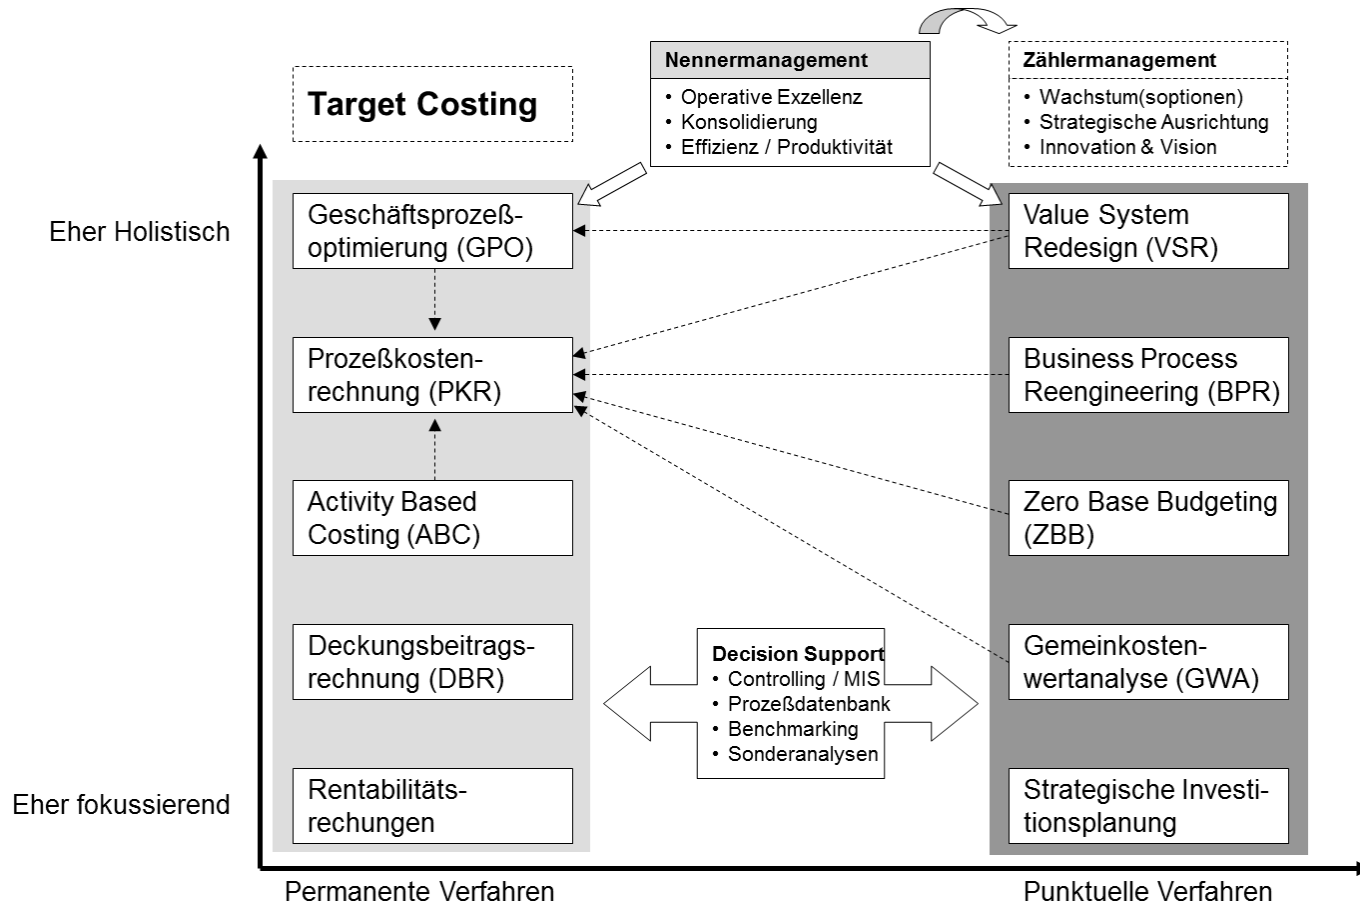 Target Costing
Nennermanagement
• Operative Exzellenz
• Konsolidierung
• Effizienz / Produktivität
Zählermanagement
• Wachstum(soptionen)
• Strategische Ausrichtung
• Innovation & Vision
Eher Holistisch
Geschäftsprozeß-
optimierung (GPO)
Value System
Redesign (VSR)
Prozeßkosten-
rechnung (PKR)
Business Process
Reengineering (BPR)
Activity Based
Costing (ABC)
Zero Base Budgeting
(ZBB)
Deckungsbeitrags-
rechnung (DBR)
Decision Support
• Controlling / MIS
• Prozeßdatenbank
• Benchmarking
• Sonderanalysen
Gemeinkosten-
wertanalyse (GWA)
Eher fokussierend
Rentabilitäts-
rechungen
Strategische Investi-
tionsplanung
Permanente Verfahren
Punktuelle Verfahren